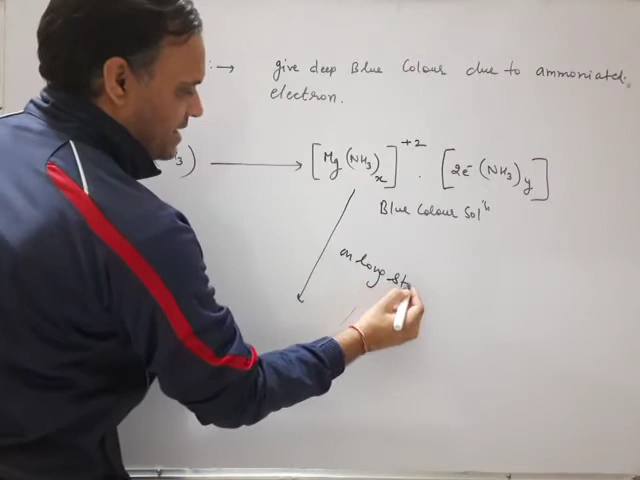 :→ give deep Blue Colour due to ammoniated
electron.
₃) → [Mg(NH₃)ₓ]⁺² . [2e⁻(NH₃)y]
Blue Colour Solⁿ
on long st